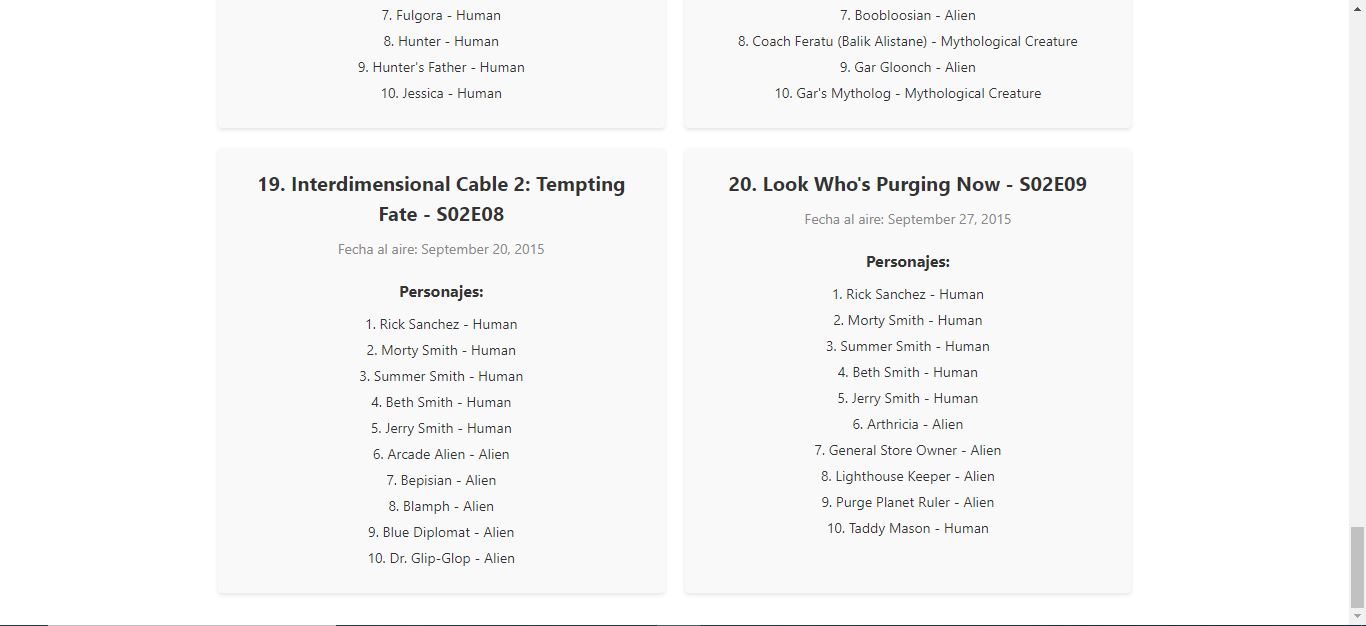 7. Fulgora - Human
8. Hunter - Human
9. Hunter's Father - Human
10. Jessica - Human
7. Boobloosian - Alien
8. Coach Feratu (Balik Alistane) - Mythological Creature
9. Gar Gloonch - Alien
10. Gar's Mytholog - Mythological Creature
19. Interdimensional Cable 2: Tempting
Fate - S02E08
Fecha al aire: September 20, 2015
Personajes:
1. Rick Sanchez - Human
2. Morty Smith - Human
3. Summer Smith - Human
4. Beth Smith - Human
5. Jerry Smith - Human
6. Arcade Alien - Alien
7. Bepisian - Alien
8. Blamph - Alien
9. Blue Diplomat - Alien
10. Dr. Glip-Glop - Alien
20. Look Who's Purging Now - S02E09
Fecha al aire: September 27, 2015
Personajes:
1. Rick Sanchez - Human
2. Morty Smith - Human
3. Summer Smith - Human
4. Beth Smith - Human
5. Jerry Smith - Human
6. Arthricia - Alien
7. General Store Owner - Alien
8. Lighthouse Keeper - Alien
9. Purge Planet Ruler - Alien
10. Taddy Mason - Human